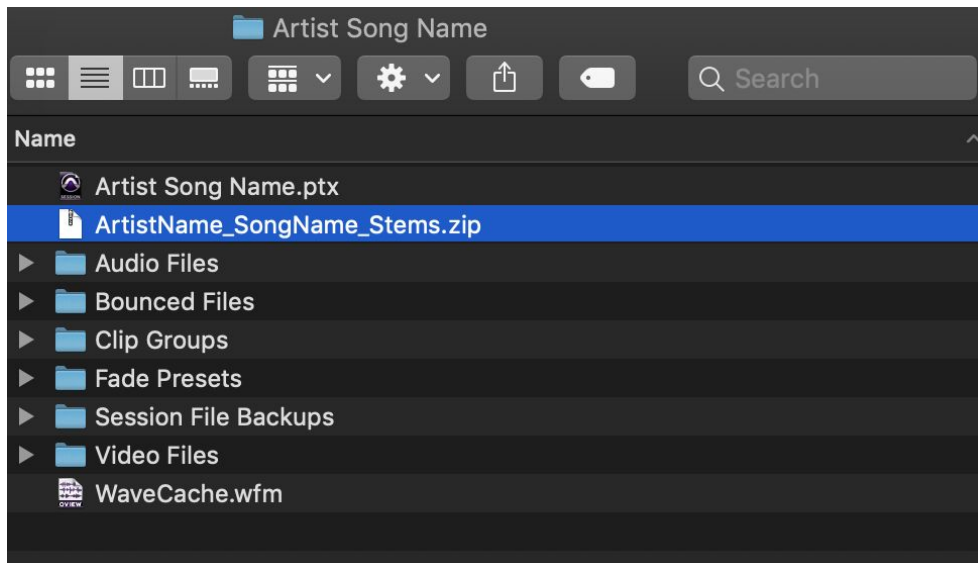 Artist Song Name
Search
Name
Artist Song Name.ptx
ArtistName_SongName_Stems.zip
Audio Files
Bounced Files
Clip Groups
Fade Presets
Session File Backups
Video Files
WaveCache.wfm